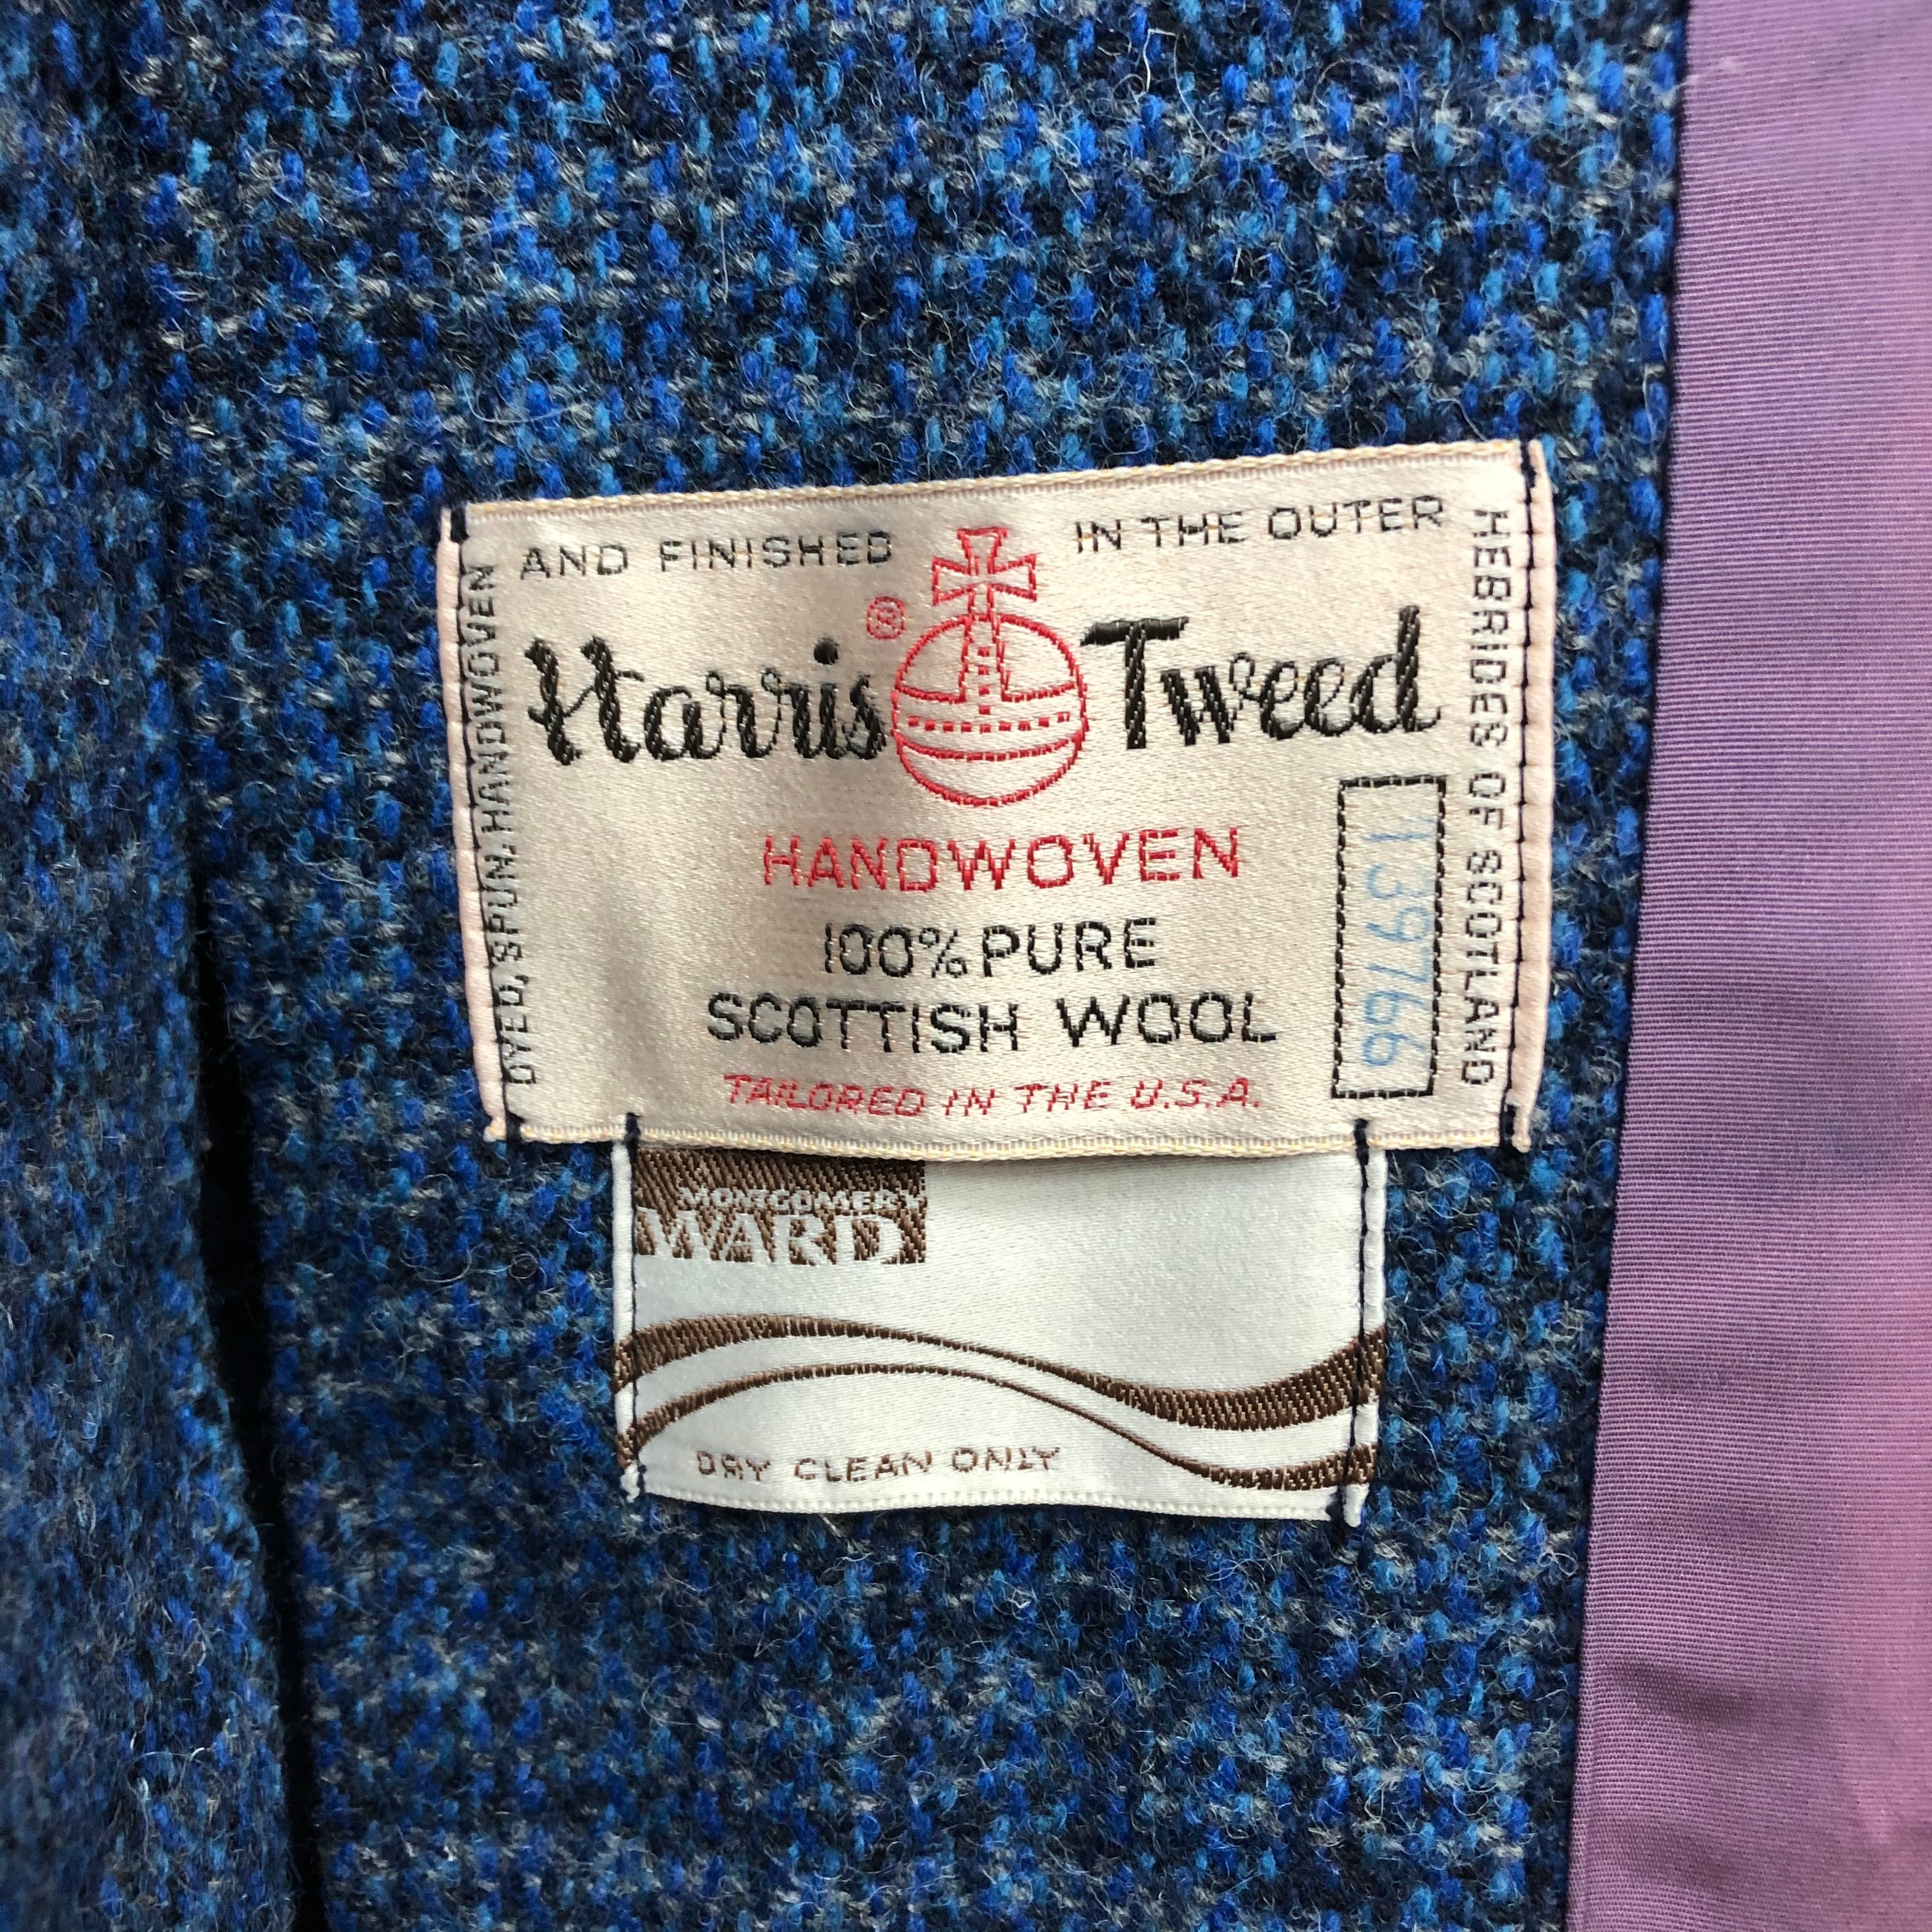 DYED, SPUN, HANDWOVEN
AND FINISHED
IN THE OUTER
HEBRIDES OF SCOTLAND
Harris ® Tweed
HANDWOVEN
100% PURE
SCOTTISH WOOL
TAILORED IN THE U.S.A.
139766
MONTGOMERY
WARD
DRY CLEAN ONLY